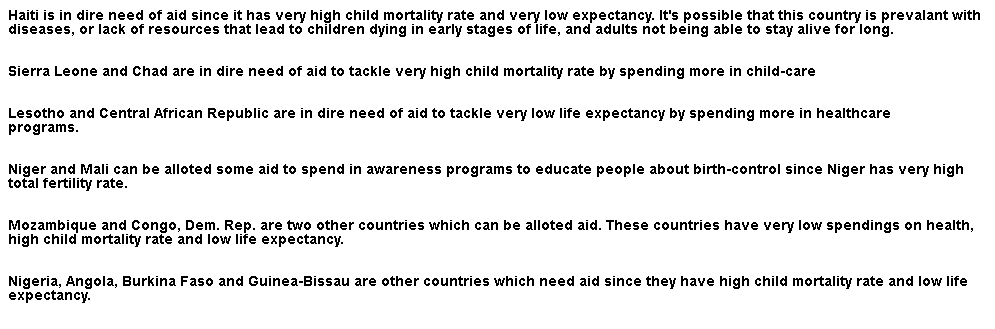 Haiti is in dire need of aid since it has very high child mortality rate and very low expectancy. It's possible that this country is prevalant with
diseases, or lack of resources that lead to children dying in early stages of life, and adults not being able to stay alive for long.
Sierra Leone and Chad are in dire need of aid to tackle very high child mortality rate by spending more in child-care
Lesotho and Central African Republic are in dire need of aid to tackle very low life expectancy by spending more in healthcare
programs.
Niger and Mali can be alloted some aid to spend in awareness programs to educate people about birth-control since Niger has very high
total fertility rate.
Mozambique and Congo, Dem. Rep. are two other countries which can be alloted aid. These countries have very low spendings on health,
high child mortality rate and low life expectancy.
Nigeria, Angola, Burkina Faso and Guinea-Bissau are other countries which need aid since they have high child mortality rate and low life
expectancy.